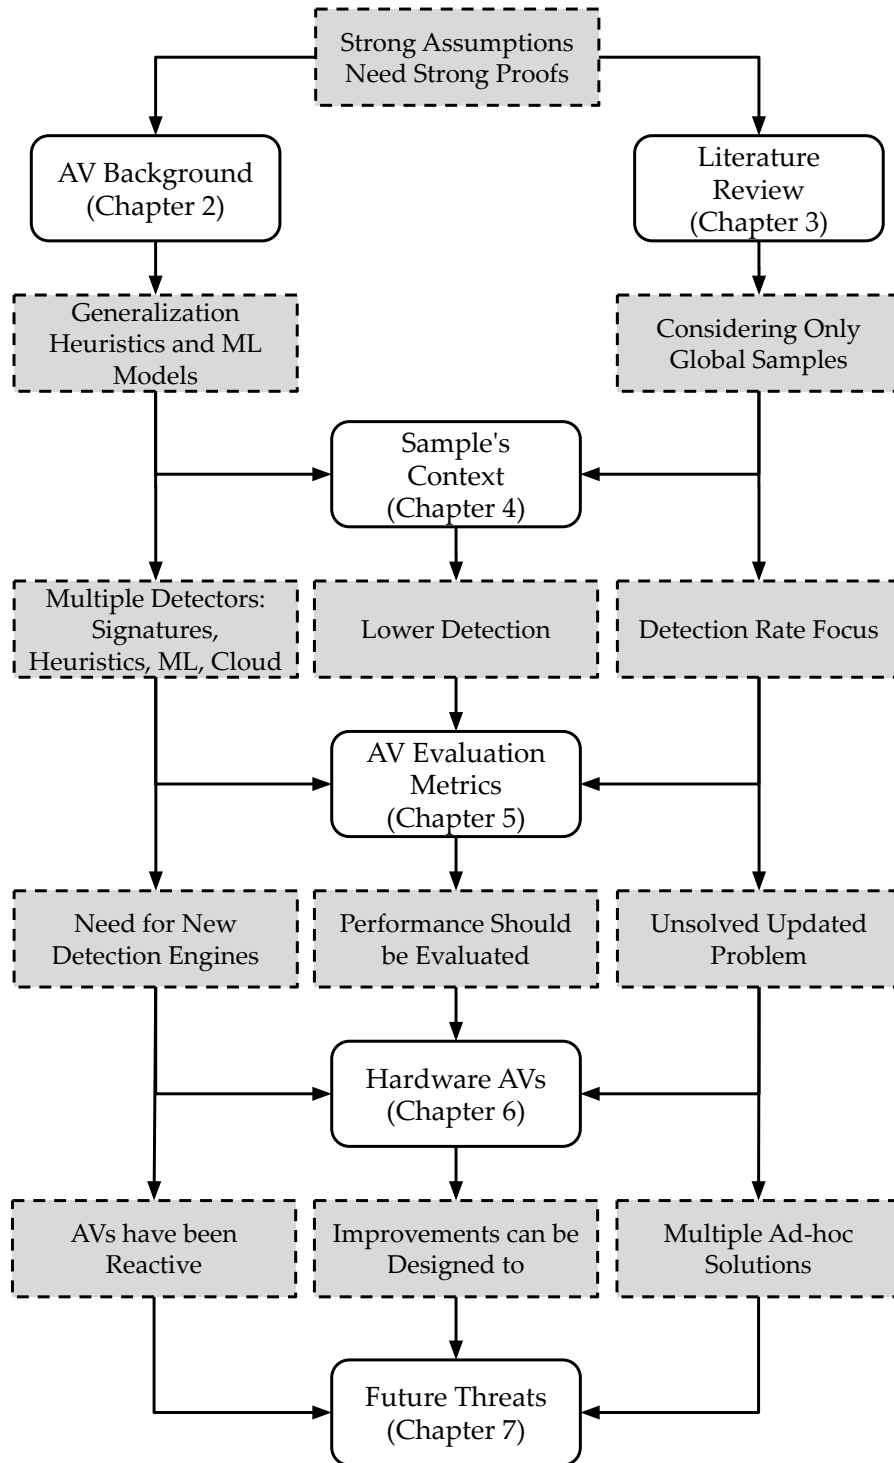 Strong Assumptions
Need Strong Proofs
AV Background
(Chapter 2)
Literature
Review
(Chapter 3)
Generalization
Heuristics and ML
Models
Considering Only
Global Samples
Sample's
Context
(Chapter 4)
Multiple Detectors:
Signatures,
Heuristics, ML, Cloud
Lower Detection
Detection Rate Focus
AV Evaluation
Metrics
(Chapter 5)
Need for New
Detection Engines
Performance Should
be Evaluated
Unsolved Updated
Problem
Hardware AVs
(Chapter 6)
AVs have been
Reactive
Improvements can be
Designed to
Multiple Ad-hoc
Solutions
Future Threats
(Chapter 7)